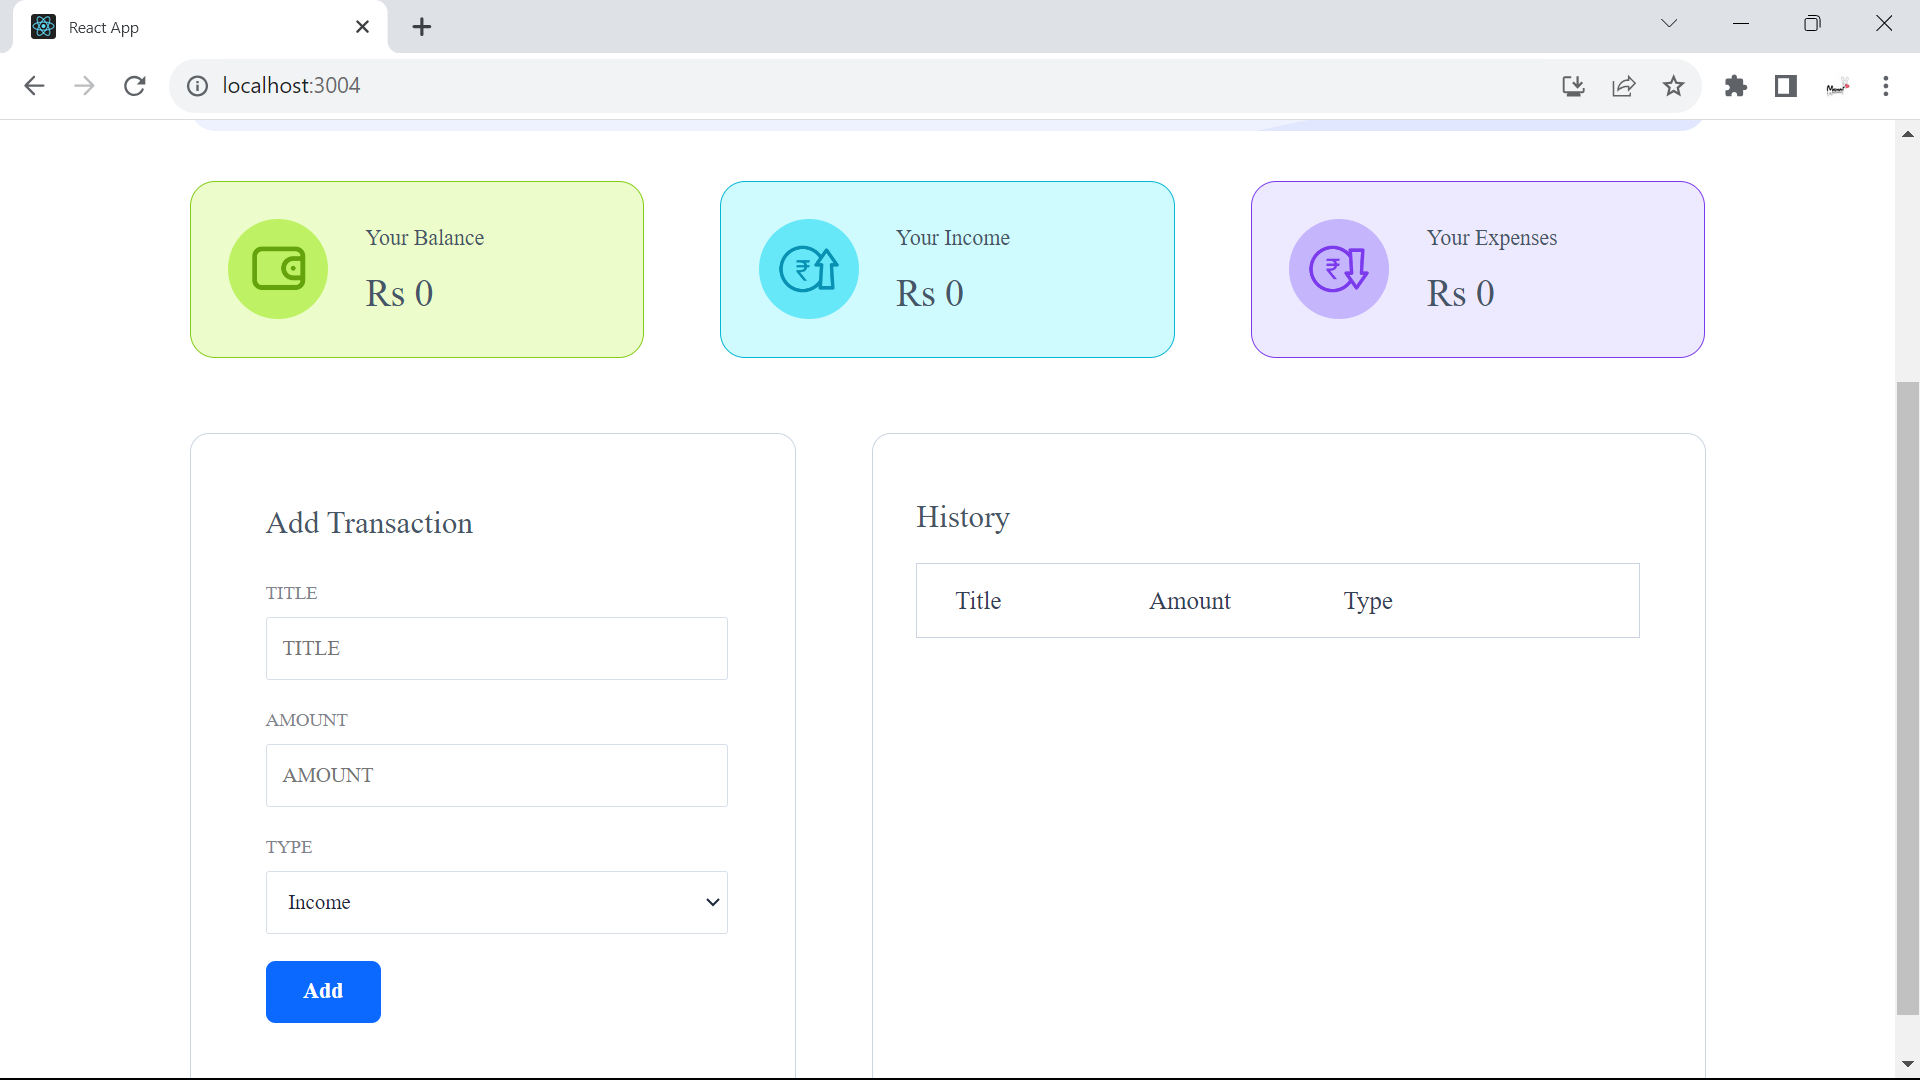 React App
localhost:3004
Your Balance
Rs 0
Your Income
₹
Rs 0
Your Expenses
₹
Rs 0
Add Transaction
TITLE
TITLE
AMOUNT
AMOUNT
TYPE
Income
Add
History
Title Amount Type